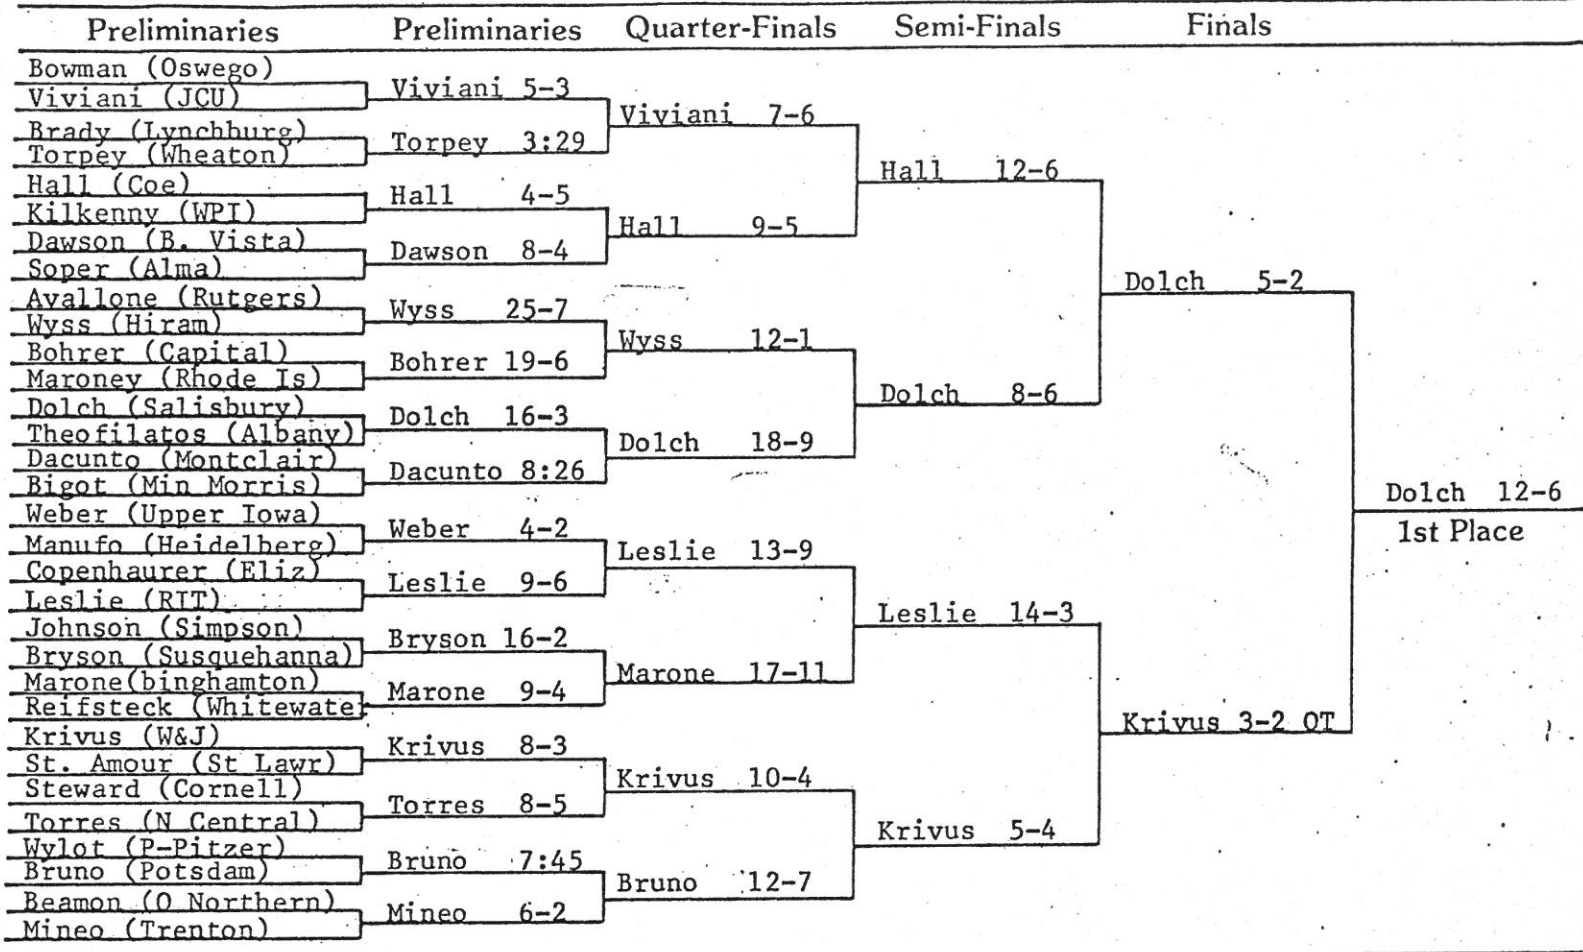 Preliminaries Preliminaries Quarter-Finals Semi-Finals Finals
Bowman (Oswego)
Viviani (JCU)
Brady (Lynchburg)
Torpey (Wheaton)
Hall (Coe)
Kilkenny (WPI)
Dawson (B. Vista)
Soper (Alma)
Avallone (Rutgers)
Wyss (Hiram)
Bohrer (Capital)
Maroney (Rhode Is)
Dolch (Salisbury)
Theofilatos (Albany)
Dacunto (Montclair)
Bigot (Min Morris)
Weber (Upper Iowa)
Manufo (Heidelberg)
Copenhaurer (Eliz)
Leslie (RIT)
Johnson (Simpson)
Bryson (Susquehanna)
Marone(binghamton)
Reifsteck (Whitewater
Krivus (W&J)
St. Amour (St Lawr)
Steward (Cornell)
Torres (N Central)
Wylot (P-Pitzer)
Bruno (Potsdam)
Beamon (O Northern)
Mineo (Trenton)
Viviani 5-3
Torpey 3:29
Hall 4-5
Dawson 8-4
Wyss 25-7
Bohrer 19-6
Dolch 16-3
Dacunto 8:26
Weber 4-2
Leslie 9-6
Bryson 16-2
Marone 9-4
Krivus 8-3
Torres 8-5
Bruno 7:45
Mineo 6-2
Viviani 7-6
Hall 9-5
Wyss 12-1
Dolch 18-9
Leslie 13-9
Marone 17-11
Krivus 10-4
Bruno 12-7
Hall 12-6
Dolch 8-6
Leslie 14-3
Krivus 5-4
Dolch 5-2
Krivus 3-2 OT
Dolch 12-6
1st Place